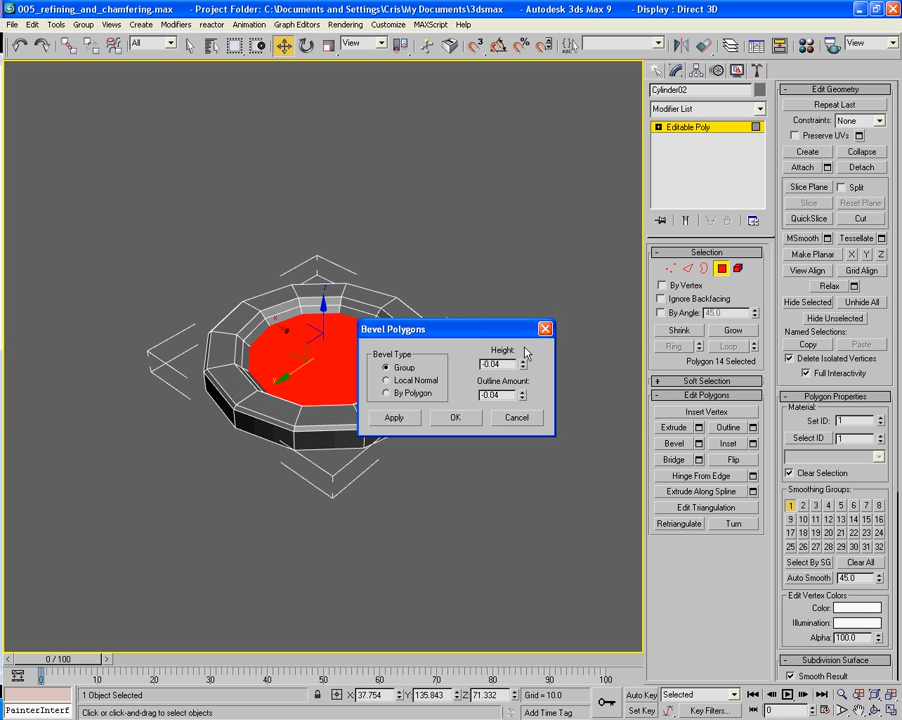 005_refining_and_chamfering.max - Project Folder: C:\Documents and Settings\Cris\My Documents\3dsmax - Autodesk 3ds Max 9 - Display : Direct 3D
File Edit Tools Group Views Create Modifiers reactor Animation Graph Editors Rendering Customize MAXScript Help
All View View
Cylinder02
Modifier List
Editable Poly
Selection
By Vertex
Ignore Backfacing
By Angle: 45.0
Shrink Grow
Ring Loop
Polygon 14 Selected
Soft Selection
Edit Polygons
Insert Vertex
Extrude Outline
Bevel Inset
Bridge Flip
Hinge From Edge
Extrude Along Spline
Edit Triangulation
Retriangulate Turn
Edit Geometry
Repeat Last
Constraints: None
Preserve UVs
Create Collapse
Attach Detach
Slice Plane Split
Slice Reset Plane
QuickSlice Cut
MSmooth Tessellate
Make Planar X Y Z
View Align Grid Align
Relax
Hide Selected Unhide All
Hide Unselected
Named Selections:
Copy Paste
Delete Isolated Vertices
Full Interactivity
Polygon Properties
Material:
Set ID: 1
Select ID 1
Clear Selection
Smoothing Groups:
1 2 3 4 5 6 7 8
9 10 11 12 13 14 15 16
17 18 19 20 21 22 23 24
25 26 27 28 29 30 31 32
Select By SG Clear All
Auto Smooth 45.0
Edit Vertex Colors
Color:
Illumination:
Alpha: 100.0
Subdivision Surface
Smooth Result
z
x
y
Bevel Polygons
Bevel Type
Group
Local Normal
By Polygon
Height:
-0.04
Outline Amount:
-0.04
Apply OK Cancel
0 / 100
0 10 20 30 40 50 60 70 80 90 100
1 Object Selected X: 37.754 Y: 135.843 Z: 71.332 Grid = 10.0 Auto Key Selected
PainterInterf Click or click-and-drag to select objects Add Time Tag Set Key Key Filters... 0